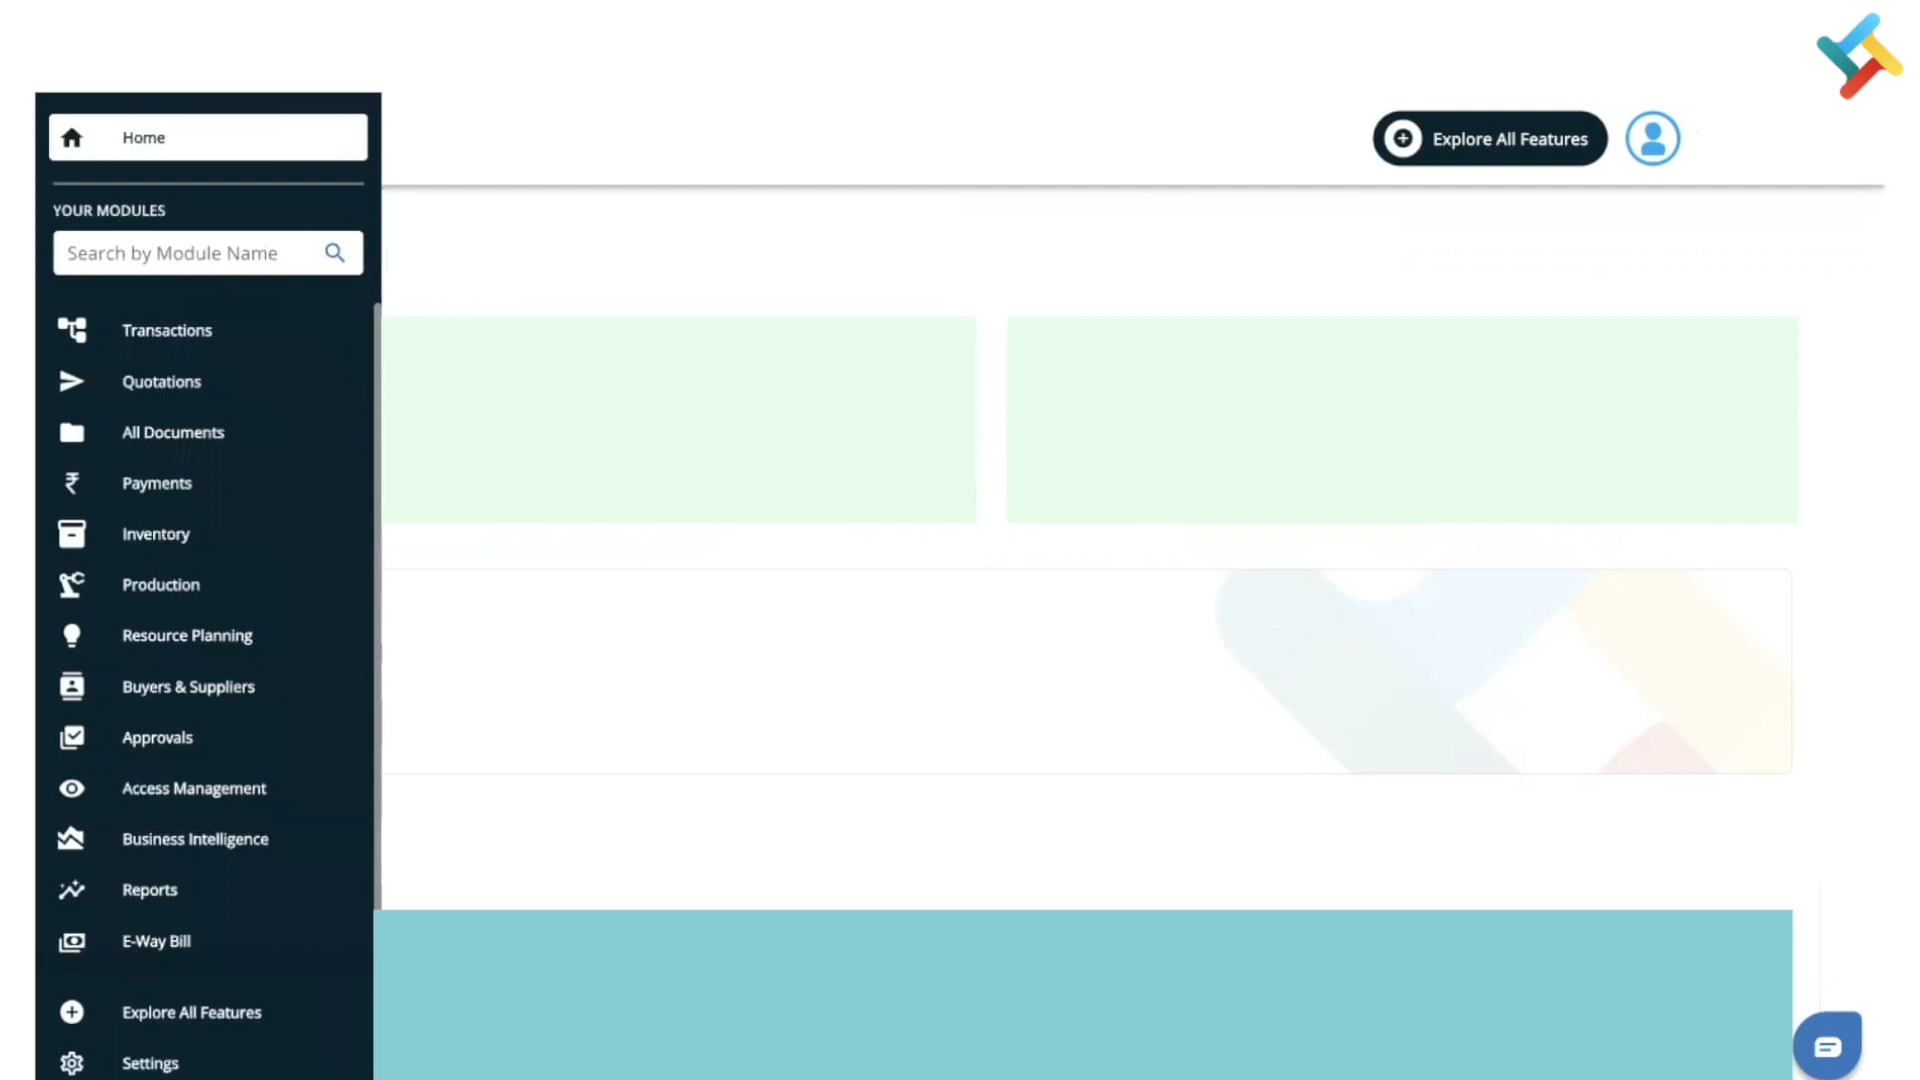 Home
Explore All Features
YOUR MODULES
Search by Module Name
Transactions
Quotations
All Documents
Payments
Inventory
Production
Resource Planning
Buyers & Suppliers
Approvals
Access Management
Business Intelligence
Reports
E-Way Bill
Explore All Features
Settings